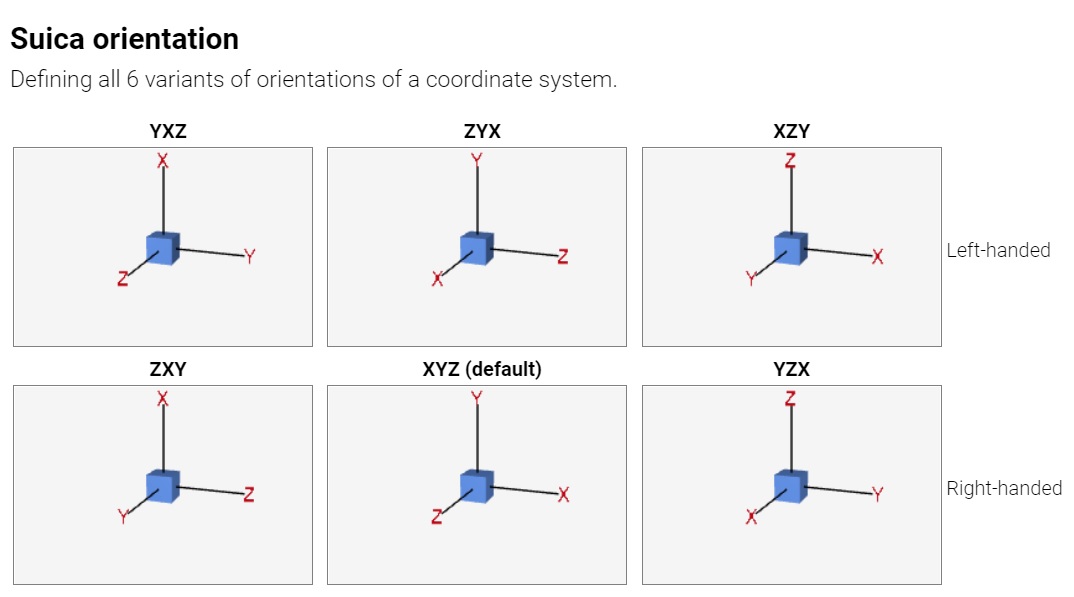 Suica orientation
Defining all 6 variants of orientations of a coordinate system.
YXZ ZYX XZY
X Y Z
Y Z X
Z X Y
Left-handed
ZXY XYZ (default) YZX
X Y Z
Z X Y
Y Z X
Right-handed